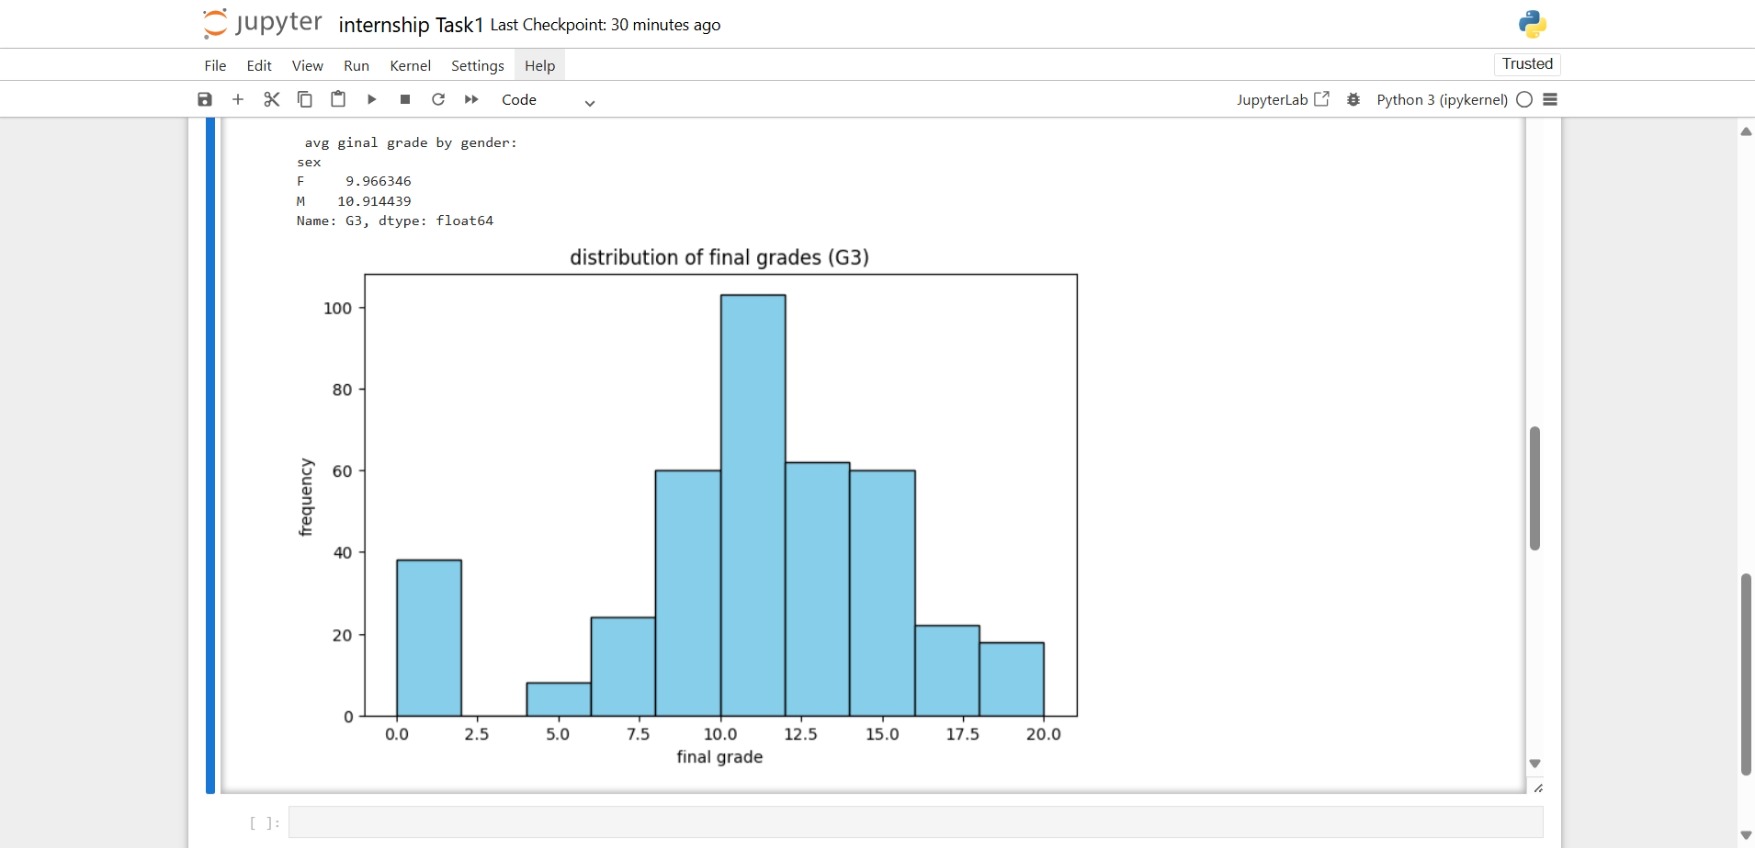 jupyter internship Task1 Last Checkpoint: 30 minutes ago
File Edit View Run Kernel Settings Help Trusted
Code JupyterLab Python 3 (ipykernel)
avg ginal grade by gender:
sex
F 9.966346
M 10.914439
Name: G3, dtype: float64
distribution of final grades (G3)
100
80
60
40
20
0
frequency
0.0 2.5 5.0 7.5 10.0 12.5 15.0 17.5 20.0
final grade
[ ]: